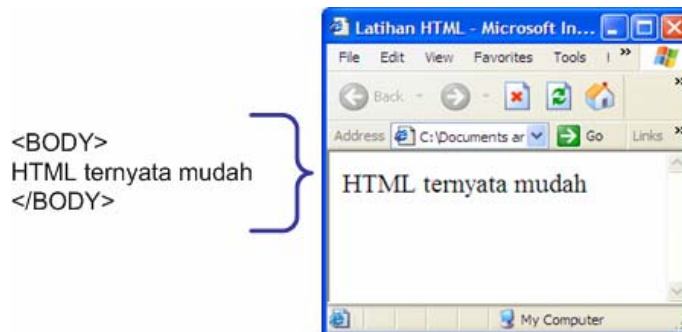 <BODY>
HTML ternyata mudah
</BODY>
Latihan HTML - Microsoft In...
File Edit View Favorites Tools »
Back
Address C:\Documents ar Go Links »
HTML ternyata mudah
My Computer